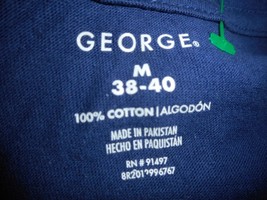 GEORGE®
M
38-40
100% COTTON | ALGODÓN
MADE IN PAKISTAN
HECHO EN PAQUISTÁN
RN # 91497